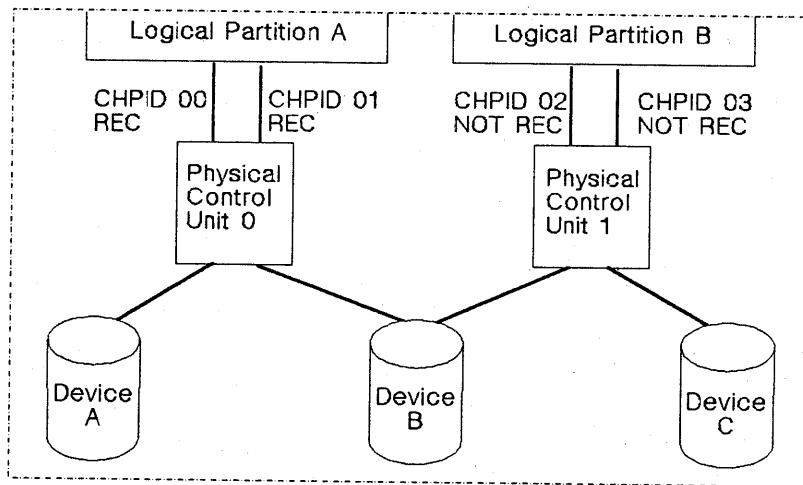 Logical Partition A
Logical Partition B
CHPID 00
REC
CHPID 01
REC
CHPID 02
NOT REC
CHPID 03
NOT REC
Physical
Control
Unit 0
Physical
Control
Unit 1
Device
A
Device
B
Device
C